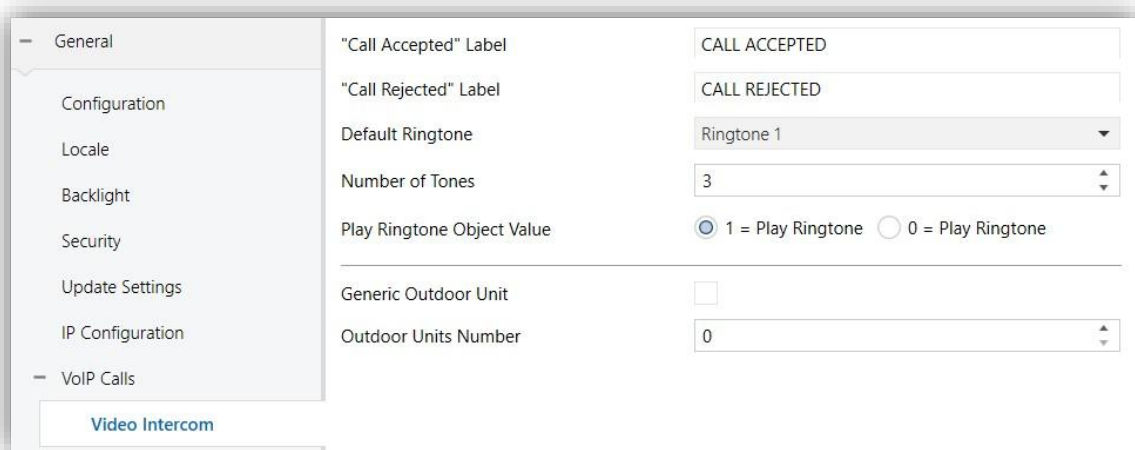 General
Configuration
Locale
Backlight
Security
Update Settings
IP Configuration
VoIP Calls
Video Intercom
"Call Accepted" Label CALL ACCEPTED
"Call Rejected" Label CALL REJECTED
Default Ringtone Ringtone 1
Number of Tones 3
Play Ringtone Object Value 1 = Play Ringtone 0 = Play Ringtone
Generic Outdoor Unit
Outdoor Units Number 0